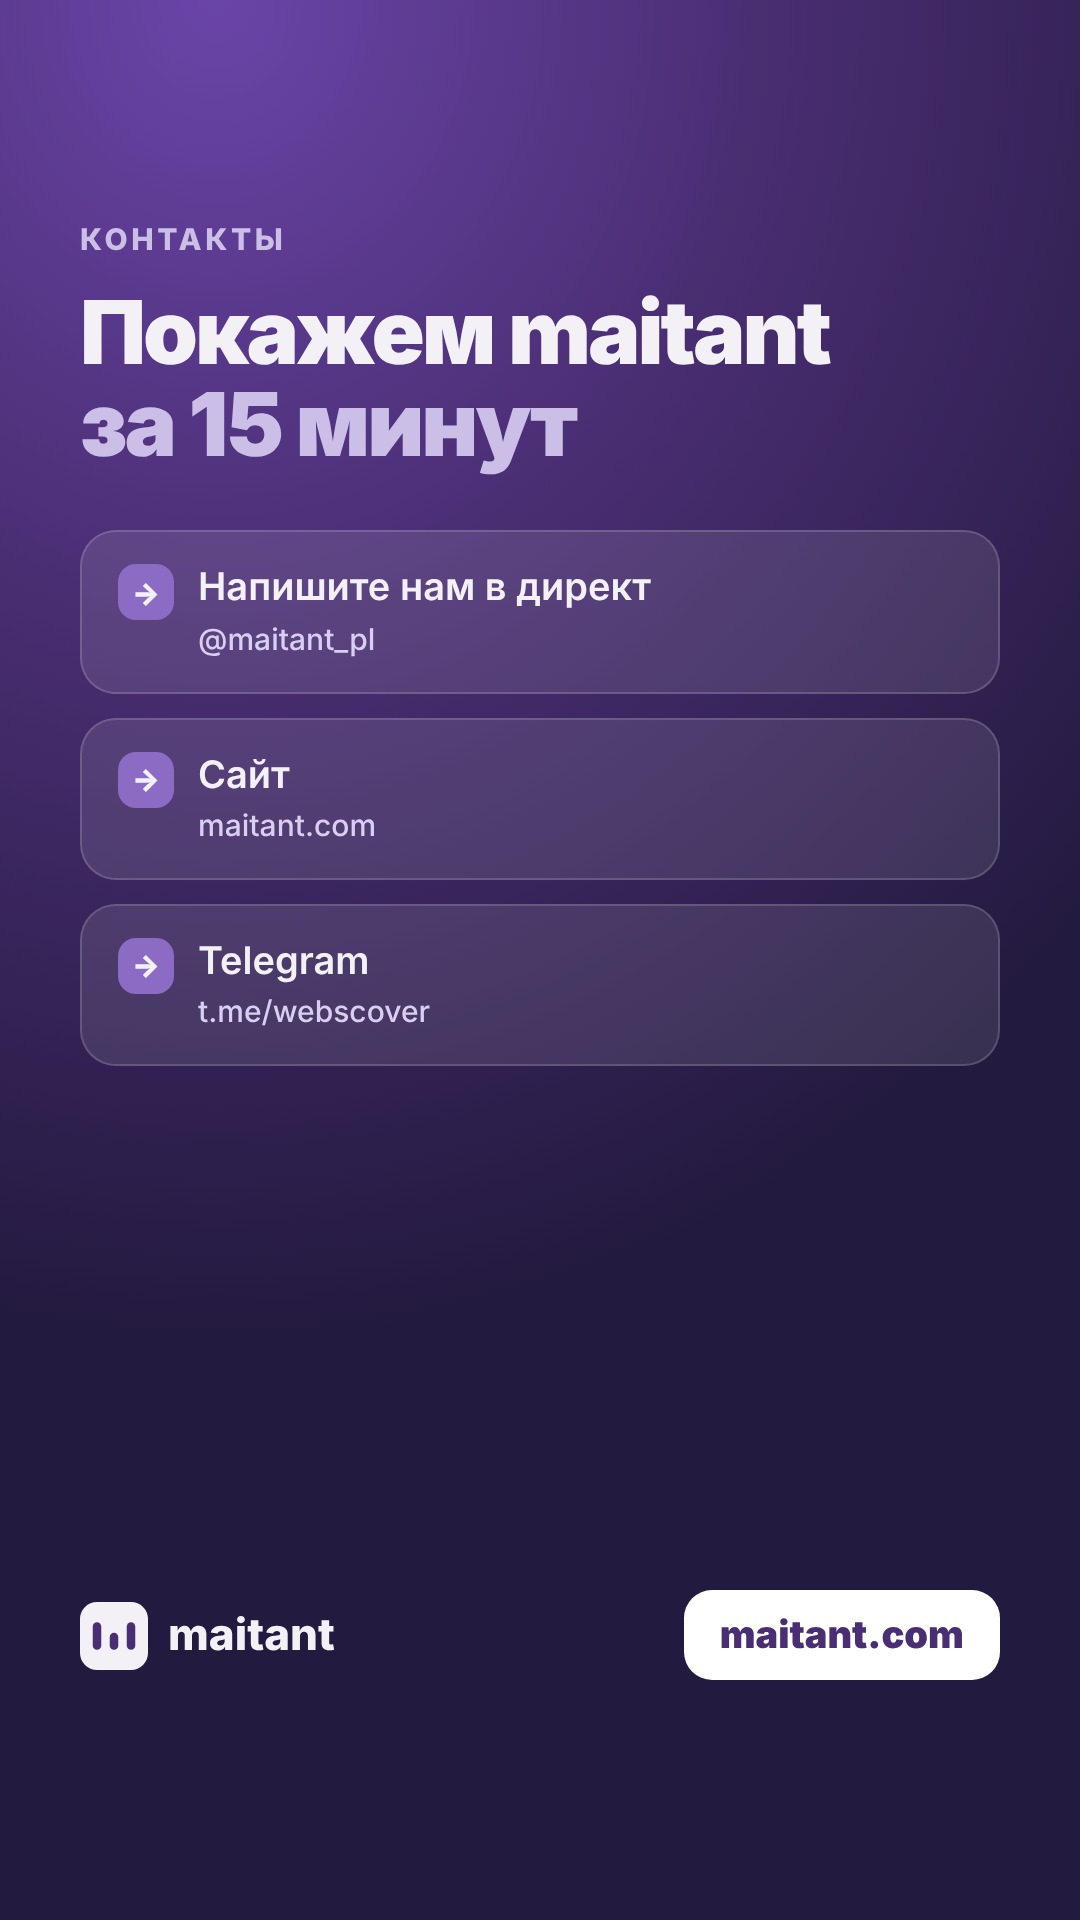 КОНТАКТЫ
Покажем maitant
за 15 минут
Напишите нам в директ
@maitant_pl
Сайт
maitant.com
Telegram
t.me/webscover
maitant
maitant.com